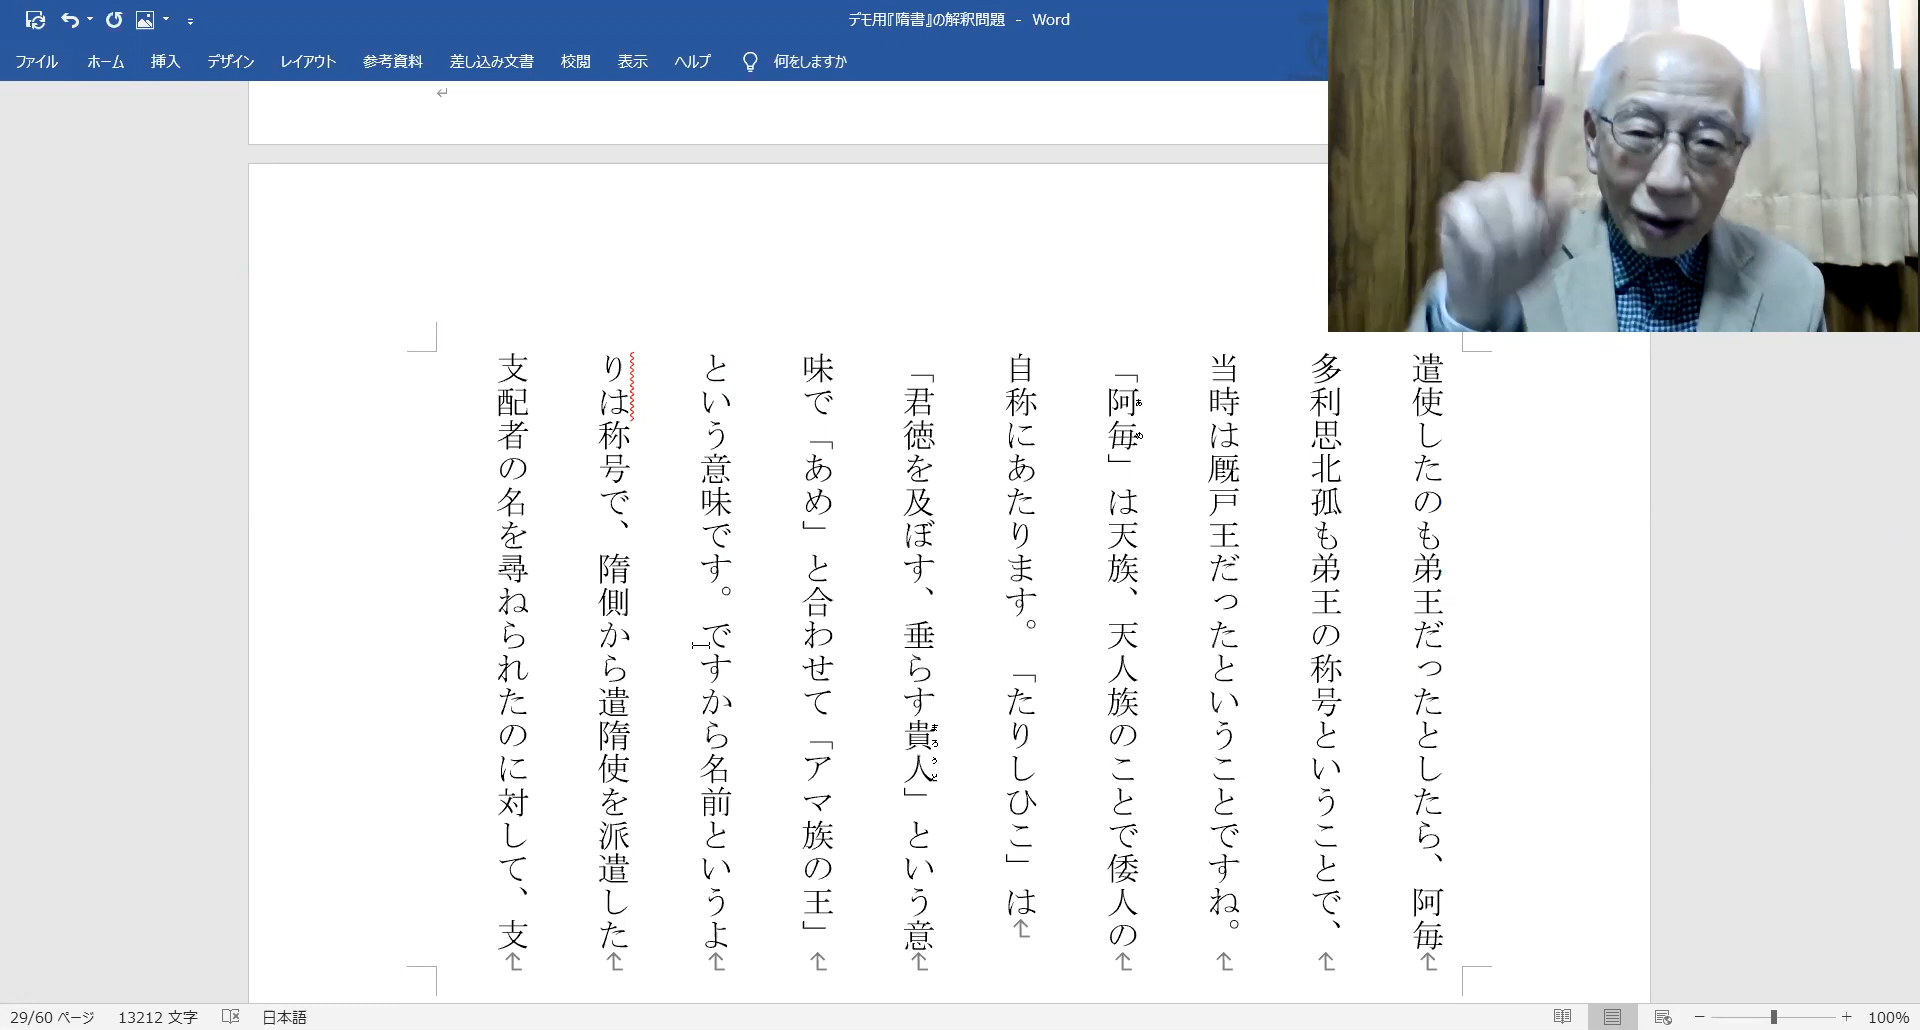 デモ用『隋書』の解釈問題 - Word
ファイル ホーム 挿入 デザイン レイアウト 参考資料 差し込み文書 校閲 表示 ヘルプ 何をしますか
遣使したのも弟王だったとしたら、阿毎
多利思北孤も弟王の称号ということで、
当時は厩戸王だったということですね。
「阿毎」は天族、天人族のことで倭人の
自称にあたります。「たりしひこ」は
「君徳を及ぼす、垂らす貴人」という意
味で「あめ」と合わせて「アマ族の王」
という意味です。ですから名前というよ
りは称号で、隋側から遣隋使を派遣した
支配者の名を尋ねられたのに対して、支
29/60 ページ 13212 文字 日本語 100%